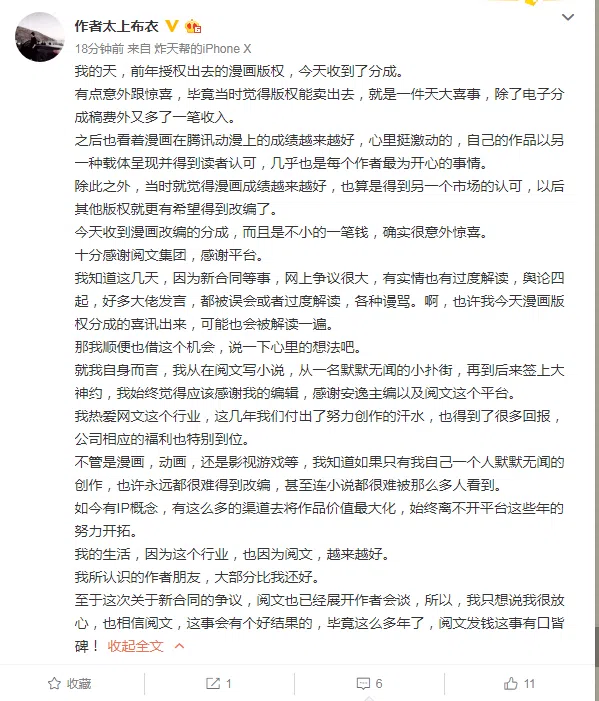 作者太上布衣
18分钟前 来自 炸天帮的iPhone X
我的天，前年授权出去的漫画版权，今天收到了分成。
有点意外跟惊喜，毕竟当时觉得版权能卖出去，就是一件天大喜事，除了电子分
成稿费外又多了一笔收入。
之后也看着漫画在腾讯动漫上的成绩越来越好，心里挺激动的，自己的作品以另
一种载体呈现并得到读者认可，几乎也是每个作者最为开心的事情。
除此之外，当时就觉得漫画成绩越来越好，也算是得到另一个市场的认可，以后
其他版权就更有希望得到改编了。
今天收到漫画改编的分成，而且是不小的一笔钱，确实很意外惊喜。
十分感谢阅文集团，感谢平台。
我知道这几天，因为新合同等事，网上争议很大，有实情也有过度解读，舆论四
起，好多大佬发言，都被误会或者过度解读，各种谩骂。啊，也许我今天漫画版
权分成的喜讯出来，可能也会被解读一遍。
那我顺便也借这个机会，说一下心里的想法吧。
就我自身而言，我从在阅文写小说，从一名默默无闻的小扑街，再到后来签上大
神约，我始终觉得应该感谢我的编辑，感谢安逸主编以及阅文这个平台。
我热爱网文这个行业，这几年我们付出了努力创作的汗水，也得到了很多回报，
公司相应的福利也特别到位。
不管是漫画，动画，还是影视游戏等，我知道如果只有我自己一个人默默无闻的
创作，也许永远都很难得到改编，甚至连小说都很难被那么多人看到。
如今有IP概念，有这么多的渠道去将作品价值最大化，始终离不开平台这些年的
努力开拓。
我的生活，因为这个行业，也因为阅文，越来越好。
我所认识的作者朋友，大部分比我还好。
至于这次关于新合同的争议，阅文也已经展开作者会谈，所以，我只想说我很放
心，也相信阅文，这事会有个好结果的，毕竟这么多年了，阅文发钱这事有口皆
碑！ 收起全文
收藏 1 6 11